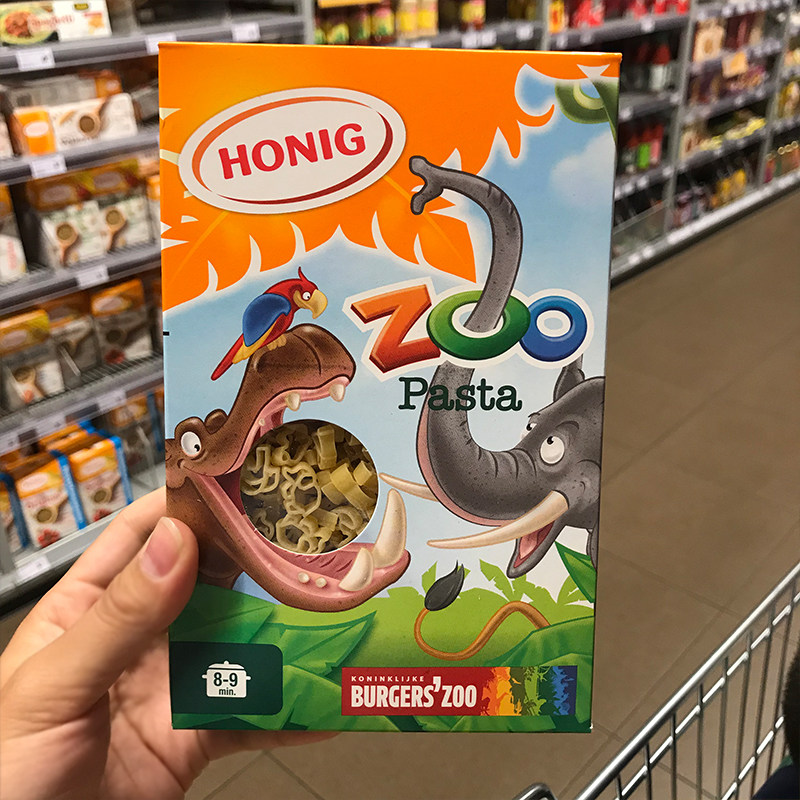 HONIG
ZOO
Pasta
8-9
min.
KONINKLIJKE
BURGERS' ZOO